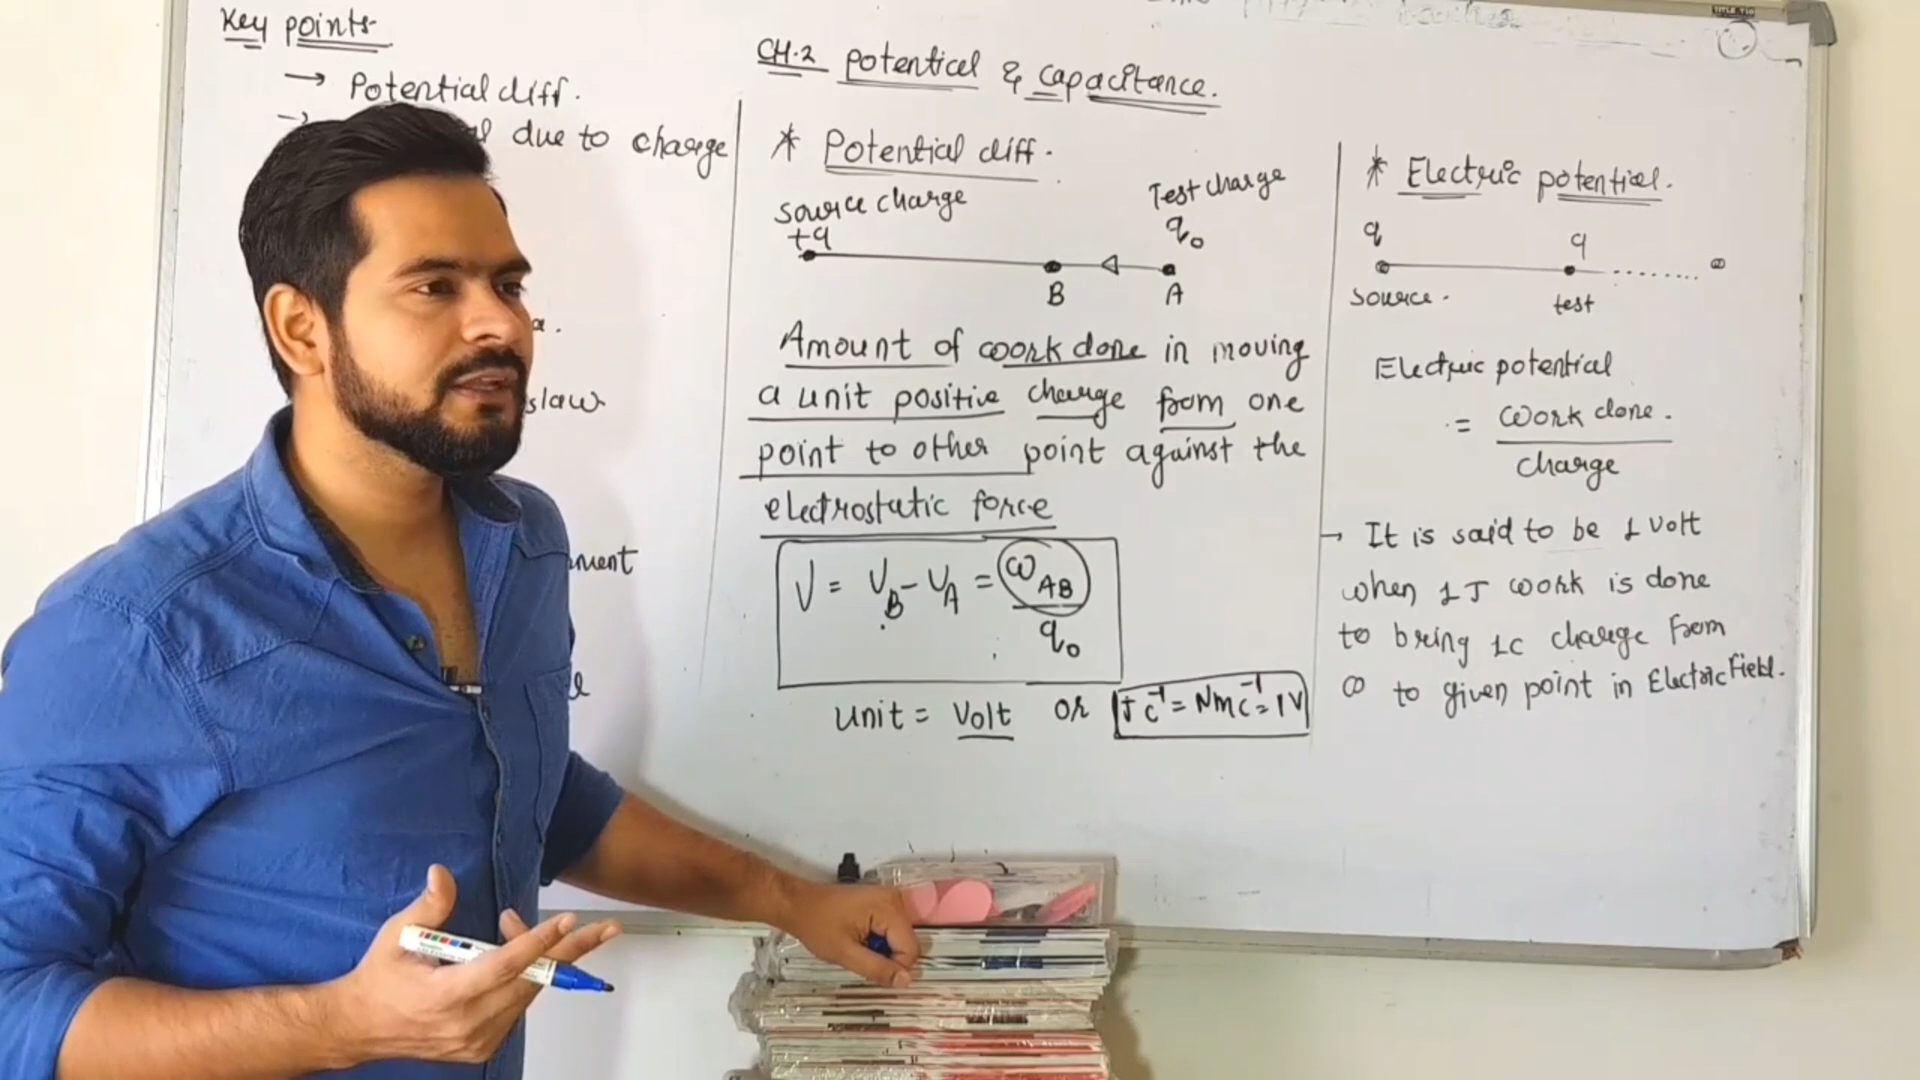 Key points
→ Potential diff.
→ due to charge
slaw
CH.2 potential & capacitance.
* Potential diff.
Source charge
+q
Test charge
q₀
B A
Amount of work done in moving
a unit positive charge from one
point to other point against the
electrostatic force
V = V_B - V_A = W_AB / q₀
unit = Volt or J C⁻¹ = NmC⁻¹ = 1V
* Electric potential.
q q ∞
source. test
Electric potential
= work done.
charge
→ It is said to be 1 volt
when 1 J work is done
to bring 1C charge from
∞ to given point in Electric Field.